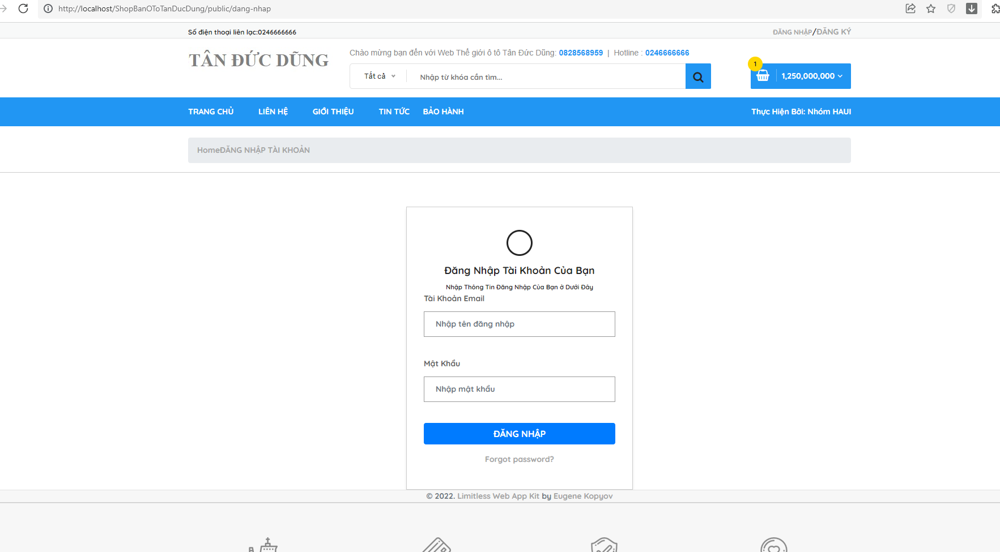 http://localhost/ShopBanOToTanDucDung/public/dang-nhap
Số điện thoại liên lạc:0246666666
ĐĂNG NHẬP/ĐĂNG KÝ
TÂN ĐỨC DŨNG
Chào mừng bạn đến với Web Thế giới ô tô Tân Đức Dũng: 0828568959 | Hotline : 0246666666
Tất cả
Nhập từ khóa cần tìm...
1
1,250,000,000
TRANG CHỦ
LIÊN HỆ
GIỚI THIỆU
TIN TỨC
BẢO HÀNH
Thực Hiện Bởi: Nhóm HAUI
HomeĐĂNG NHẬP TÀI KHOẢN
Đăng Nhập Tài Khoản Của Bạn
Nhập Thông Tin Đăng Nhập Của Bạn ở Dưới Đây
Tài Khoản Email
Nhập tên đăng nhập
Mật Khẩu
Nhập mật khẩu
ĐĂNG NHẬP
Forgot password?
© 2022. Limitless Web App Kit by Eugene Kopyov